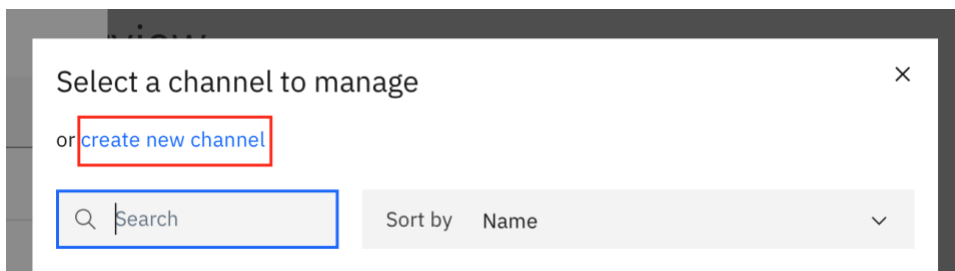 Select a channel to manage
or create new channel
Search
Sort by Name